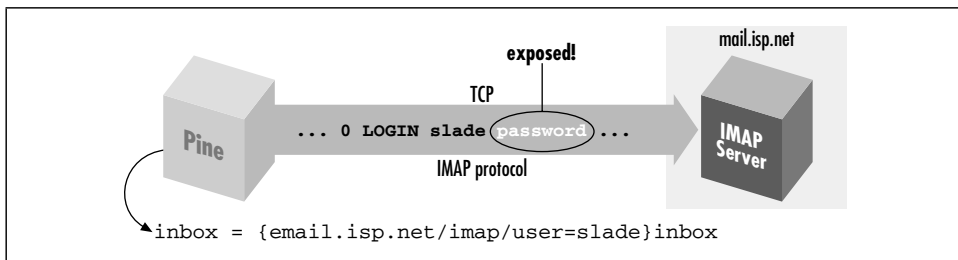 mail.isp.net
exposed!
TCP
Pine
... 0 LOGIN slade password ...
IMAP Server
IMAP protocol
inbox = {email.isp.net/imap/user=slade}inbox